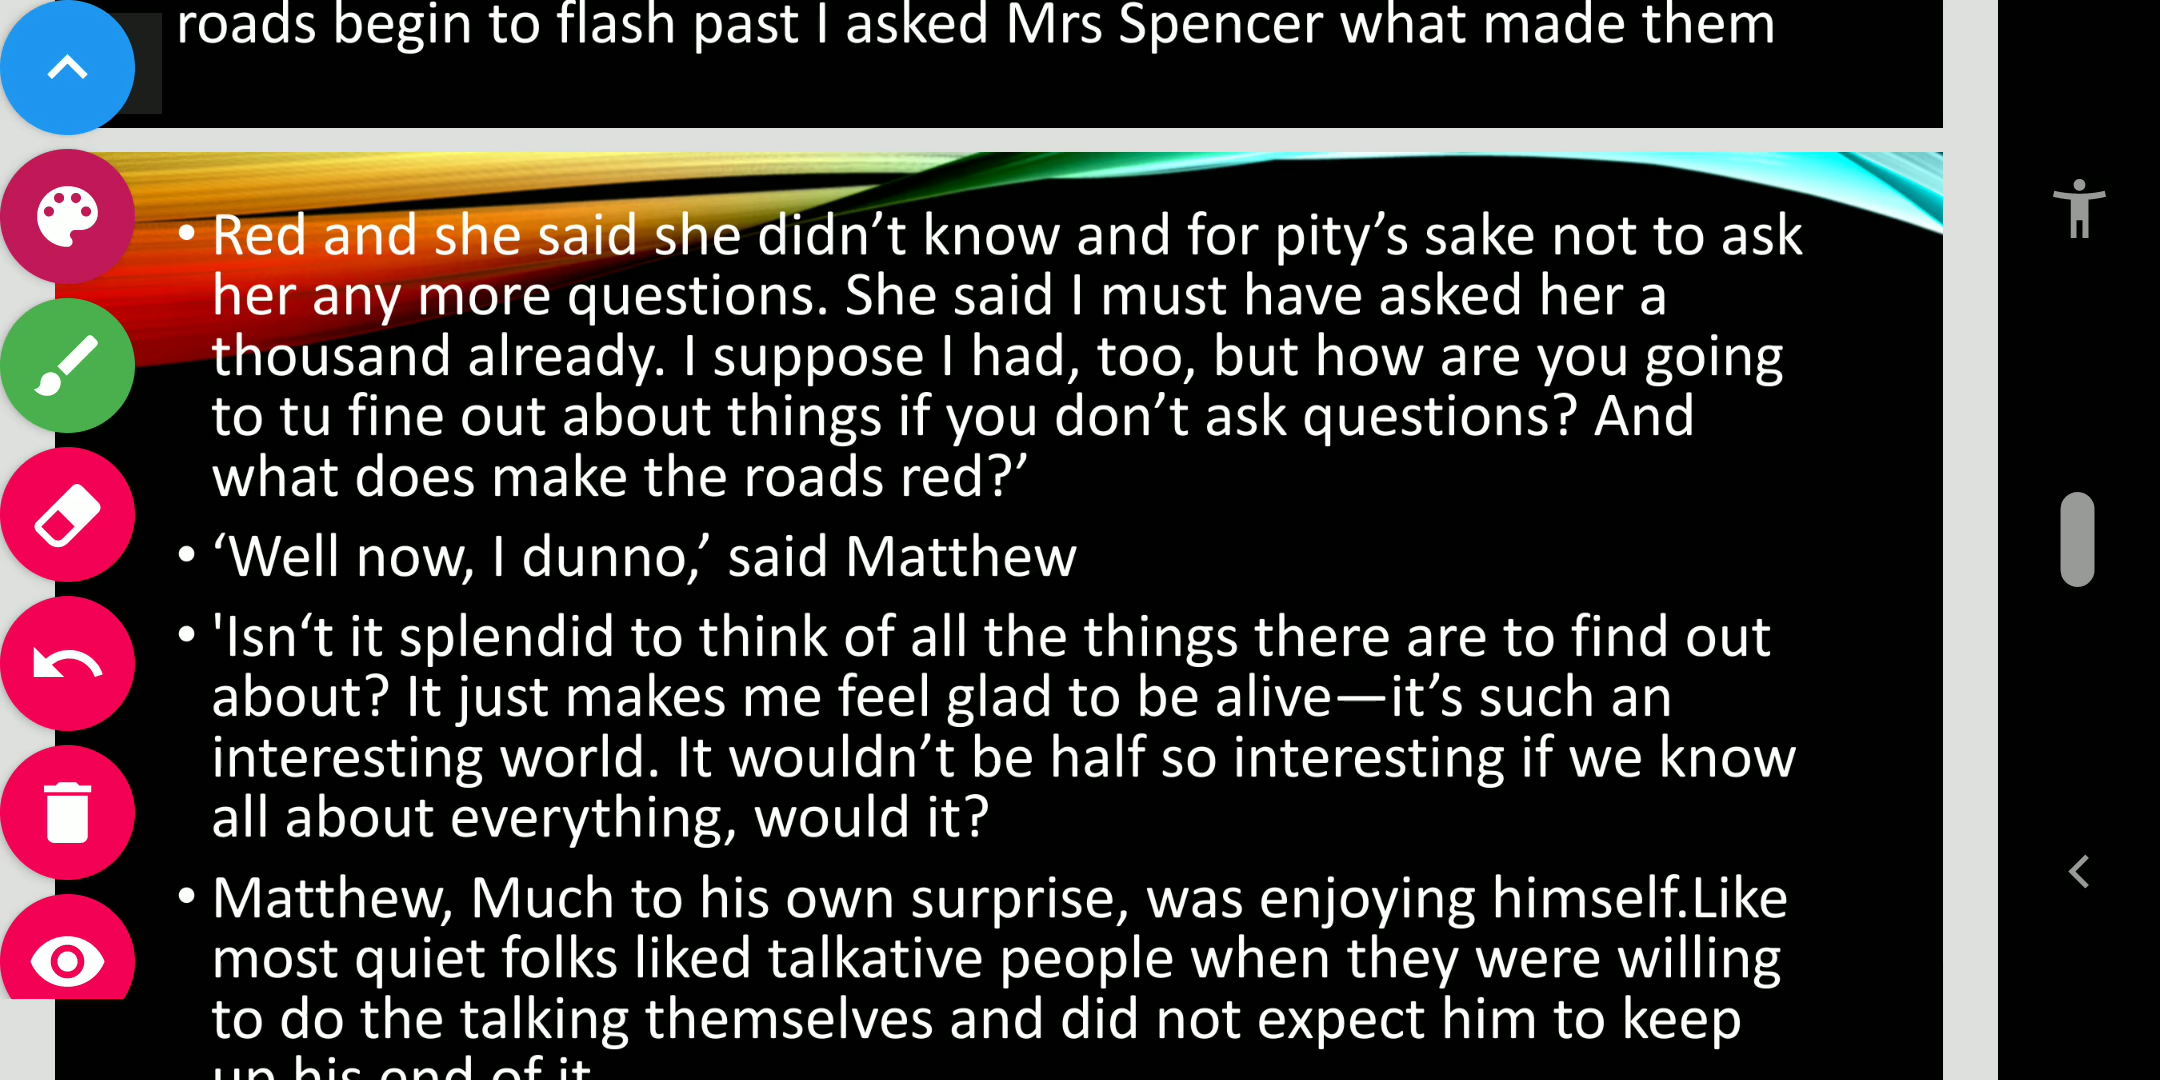 roads begin to flash past I asked Mrs Spencer what made them
• Red and she said she didn’t know and for pity’s sake not to ask
her any more questions. She said I must have asked her a
thousand already. I suppose I had, too, but how are you going
to tu fine out about things if you don’t ask questions? And
what does make the roads red?’
• ‘Well now, I dunno,’ said Matthew
• 'Isn‘t it splendid to think of all the things there are to find out
about? It just makes me feel glad to be alive—it’s such an
interesting world. It wouldn’t be half so interesting if we know
all about everything, would it?
• Matthew, Much to his own surprise, was enjoying himself.Like
most quiet folks liked talkative people when they were willing
to do the talking themselves and did not expect him to keep
up his end of it